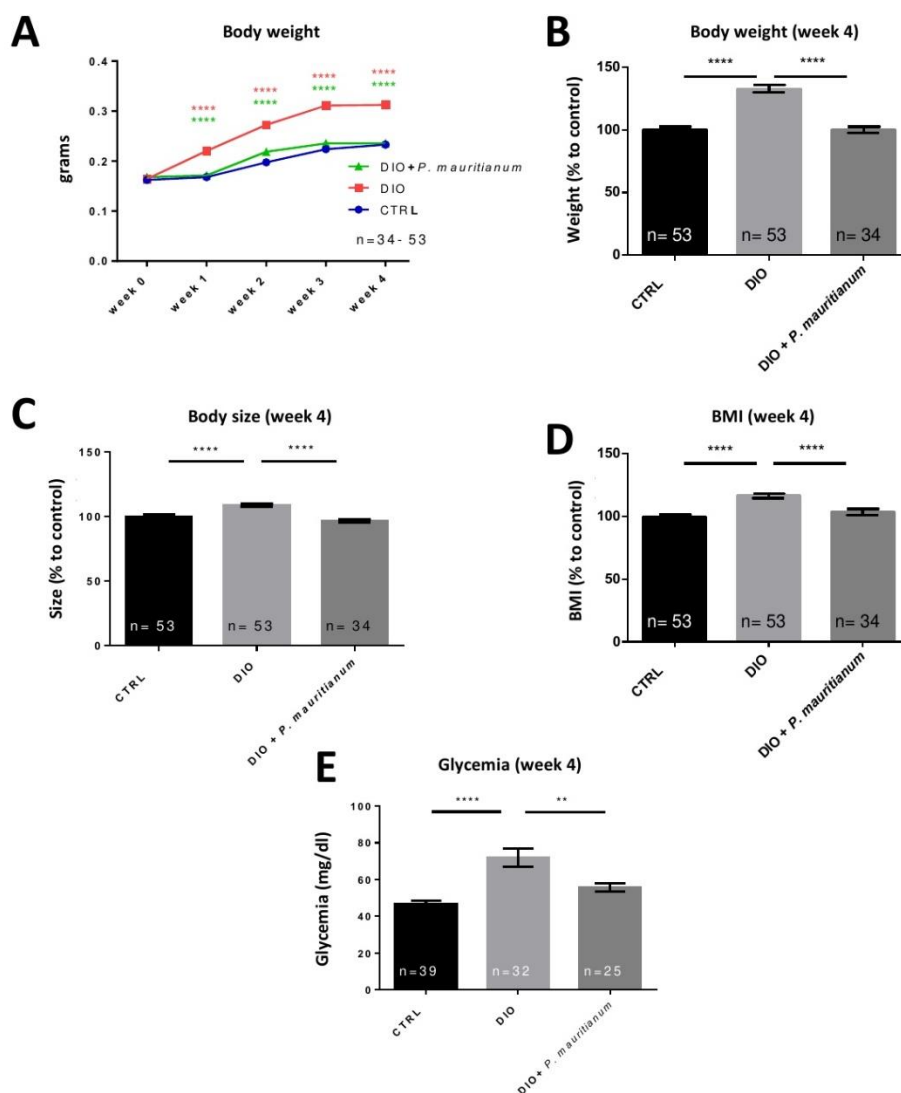 A
Body weight
grams
0.4
0.3
0.2
0.1
0.0
****
****
****
****
****
****
****
****
DIO+P. mauritianum
DIO
CTRL
n=34-53
week 0
week 1
week 2
week 3
week 4
B
Body weight (week 4)
Weight (% to control)
150
100
50
0
****
****
n= 53
n= 53
n= 34
CTRL
DIO
DIO + P. mauritianum
C
Body size (week 4)
Size (% to control)
150
100
50
0
****
****
n= 53
n= 53
n= 34
CTRL
DIO
DIO + P. mauritianum
D
BMI (week 4)
BMI (% to control)
150
100
50
0
****
****
n= 53
n= 53
n= 34
CTRL
DIO
DIO + P. mauritianum
E
Glycemia (week 4)
Glycemia (mg/dl)
100
80
60
40
20
0
****
**
n=39
n=32
n=25
CTRL
DIO
DIO+ P. mauritianum